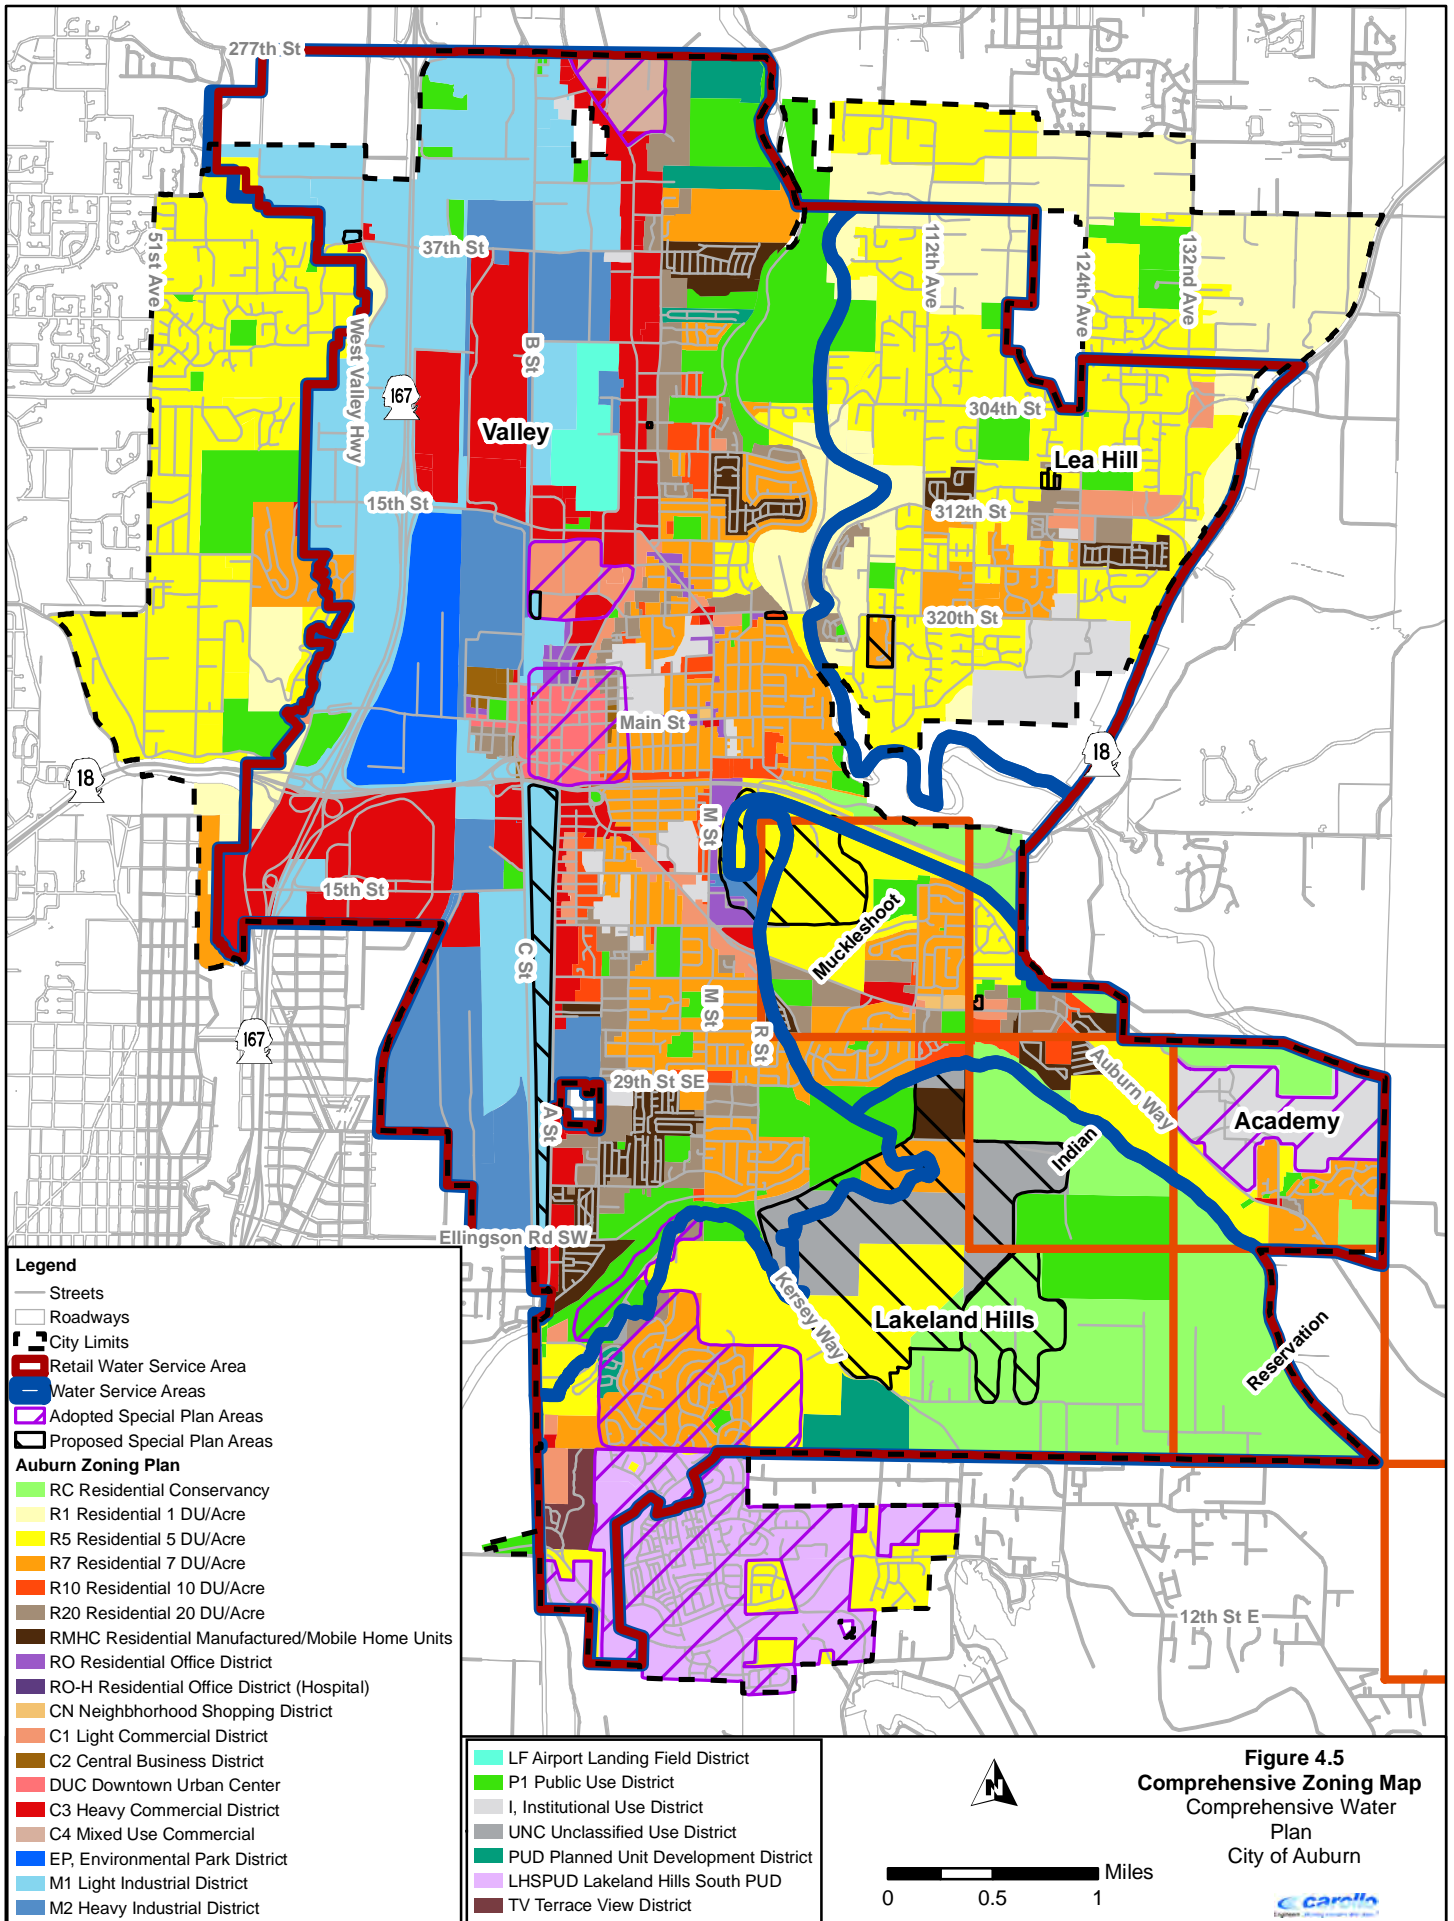 277th St
51st Ave
37th St
West Valley Hwy
167
B St
Valley
15th St
112th Ave
124th Ave
132nd Ave
304th St
Lea Hill
312th St
320th St
Main St
18
18
M St
15th St
Muckleshoot
C St
M St
R St
167
29th St SE
A St
Auburn Way
Academy
Indian
Ellingson Rd SW
Kersey Way
Lakeland Hills
Reservation
12th St E
Legend
Streets
Roadways
City Limits
Retail Water Service Area
Water Service Areas
Adopted Special Plan Areas
Proposed Special Plan Areas
Auburn Zoning Plan
RC Residential Conservancy
R1 Residential 1 DU/Acre
R5 Residential 5 DU/Acre
R7 Residential 7 DU/Acre
R10 Residential 10 DU/Acre
R20 Residential 20 DU/Acre
RMHC Residential Manufactured/Mobile Home Units
RO Residential Office District
RO-H Residential Office District (Hospital)
CN Neighbhorhood Shopping District
C1 Light Commercial District
C2 Central Business District
DUC Downtown Urban Center
C3 Heavy Commercial District
C4 Mixed Use Commercial
EP, Environmental Park District
M1 Light Industrial District
M2 Heavy Industrial District
LF Airport Landing Field District
P1 Public Use District
I, Institutional Use District
UNC Unclassified Use District
PUD Planned Unit Development District
LHSPUD Lakeland Hills South PUD
TV Terrace View District
N
Miles
0 0.5 1
Figure 4.5
Comprehensive Zoning Map
Comprehensive Water
Plan
City of Auburn
carollo